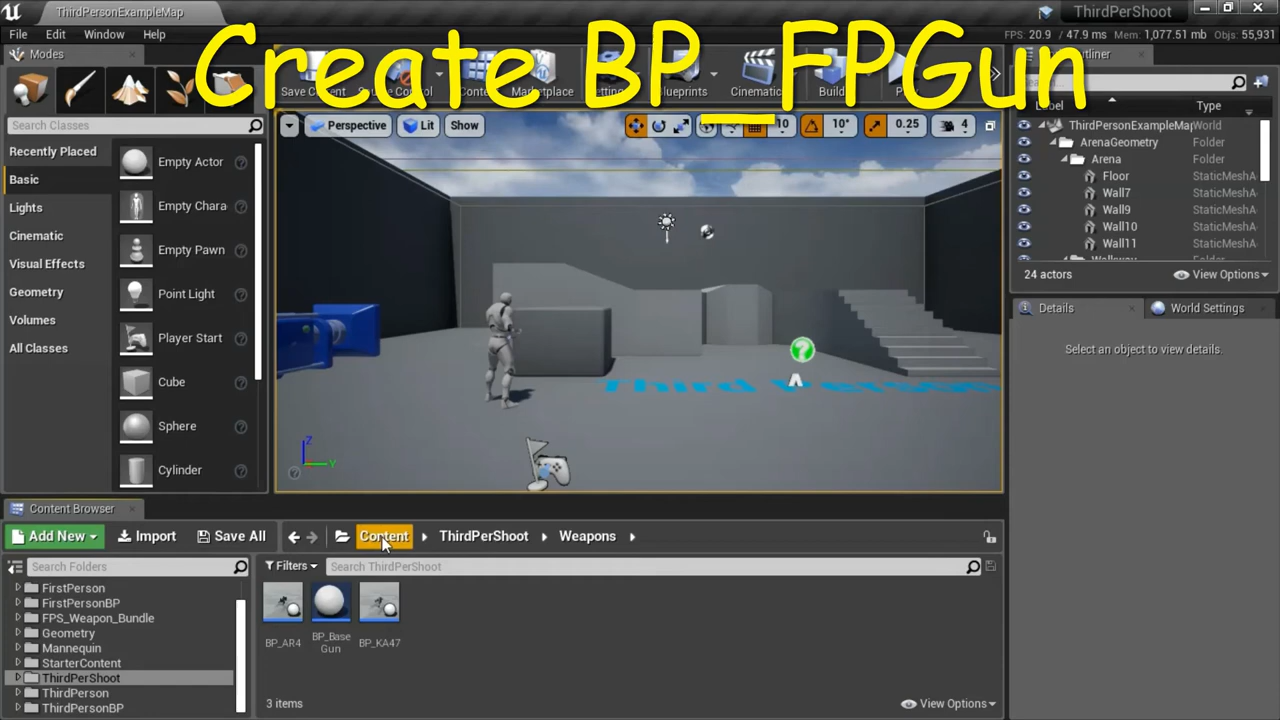 ThirdPersonExampleMap
ThirdPerShoot
File Edit Window Help
FPS: 20.9 / 47.9 ms Mem: 1,077.51 mb Objs: 55,931
Create BP_FPGun
Modes
Search Classes
Recently Placed
Basic
Lights
Cinematic
Visual Effects
Geometry
Volumes
All Classes
Empty Actor
Empty Chara
Empty Pawn
Point Light
Player Start
Cube
Sphere
Cylinder
Marketplace
Perspective Lit Show
10 10° 0.25 4
Third Perso
Z
Y
Label Type
ThirdPersonExampleMap World
ArenaGeometry Folder
Arena Folder
Floor StaticMeshA
Wall7 StaticMeshA
Wall9 StaticMeshA
Wall10 StaticMeshA
Wall11 StaticMeshA
24 actors View Options
Details World Settings
Select an object to view details.
Content Browser
Add New Import Save All Content ThirdPerShoot Weapons
Search Folders
Filters Search ThirdPerShoot
FirstPerson
FirstPersonBP
FPS_Weapon_Bundle
Geometry
Mannequin
StarterContent
ThirdPerShoot
ThirdPerson
ThirdPersonBP
BP_AR4
BP_Base
Gun
BP_KA47
3 items View Options